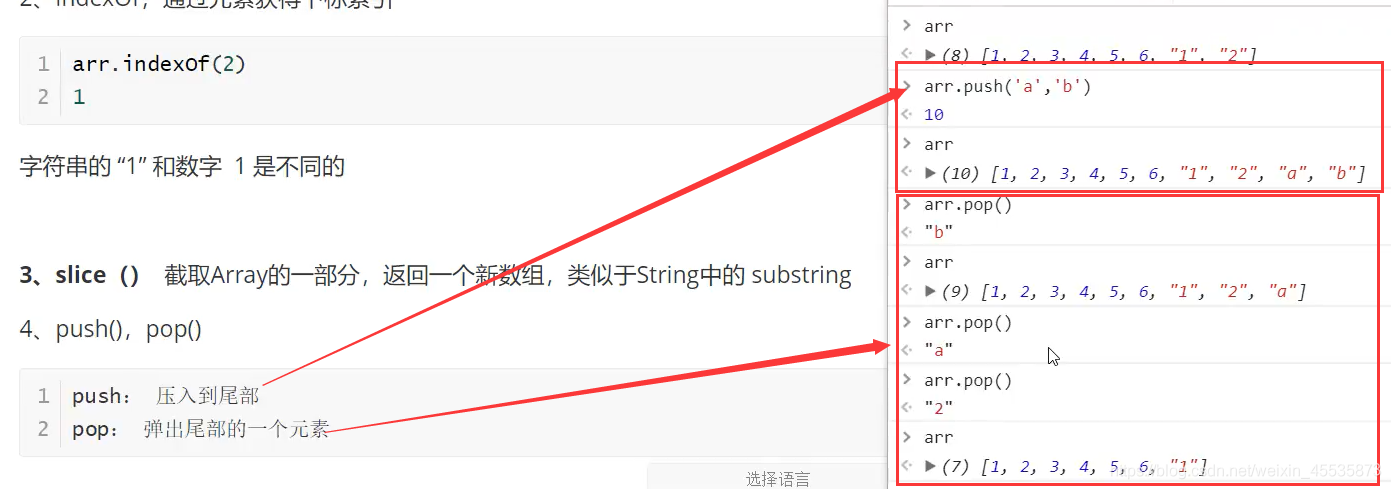 2、indexOf，通过元素获得下标索引
1 arr.indexOf(2)
2 1
字符串的 “1” 和数字 1 是不同的
3、slice（） 截取Array的一部分，返回一个新数组，类似于String中的 substring
4、push()，pop()
1 push： 压入到尾部
2 pop： 弹出尾部的一个元素
选择语言
> arr
(8) [1, 2, 3, 4, 5, 6, "1", "2"]
> arr.push('a','b')
10
> arr
(10) [1, 2, 3, 4, 5, 6, "1", "2", "a", "b"]
> arr.pop()
"b"
> arr
(9) [1, 2, 3, 4, 5, 6, "1", "2", "a"]
> arr.pop()
"a"
> arr.pop()
"2"
> arr
(7) [1, 2, 3, 4, 5, 6, "1"]
https://blog.csdn.net/weixin_45535873